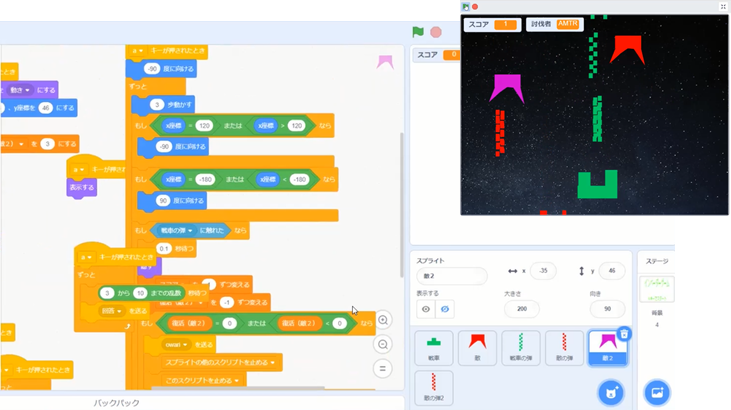 スコア 1 討伐者 AMTR
スコア 0
a キーが押されたとき
-90 度に向ける
ずっと
3 歩動かす
もし x座標 = 120 または x座標 > 120 なら
-90 度に向ける
もし x座標 = -180 または x座標 < -180 なら
90 度に向ける
もし 戦車の弾 に触れた なら
0.1 秒待つ
ずつ変える
を -1 ずつ変える
もし 復活(敵2) = 0 または 復活(敵2) < 0 なら
owari を送る
スプライトの他のスクリプトを止める
このスクリプトを止める
動き にする
、y座標を 46 にする
を 3 にする
a キーが押されたとき
表示する
a キーが押されたとき
ずっと
3 から 10 までの乱数 秒待つ
を送る
キーが押されたとき
バックパック
スプライト
敵2
x -35
y 46
表示する
大きさ 200
向き 90
ステージ
背景
4
戦車
敵
戦車の弾
敵の弾
敵2
敵の弾2